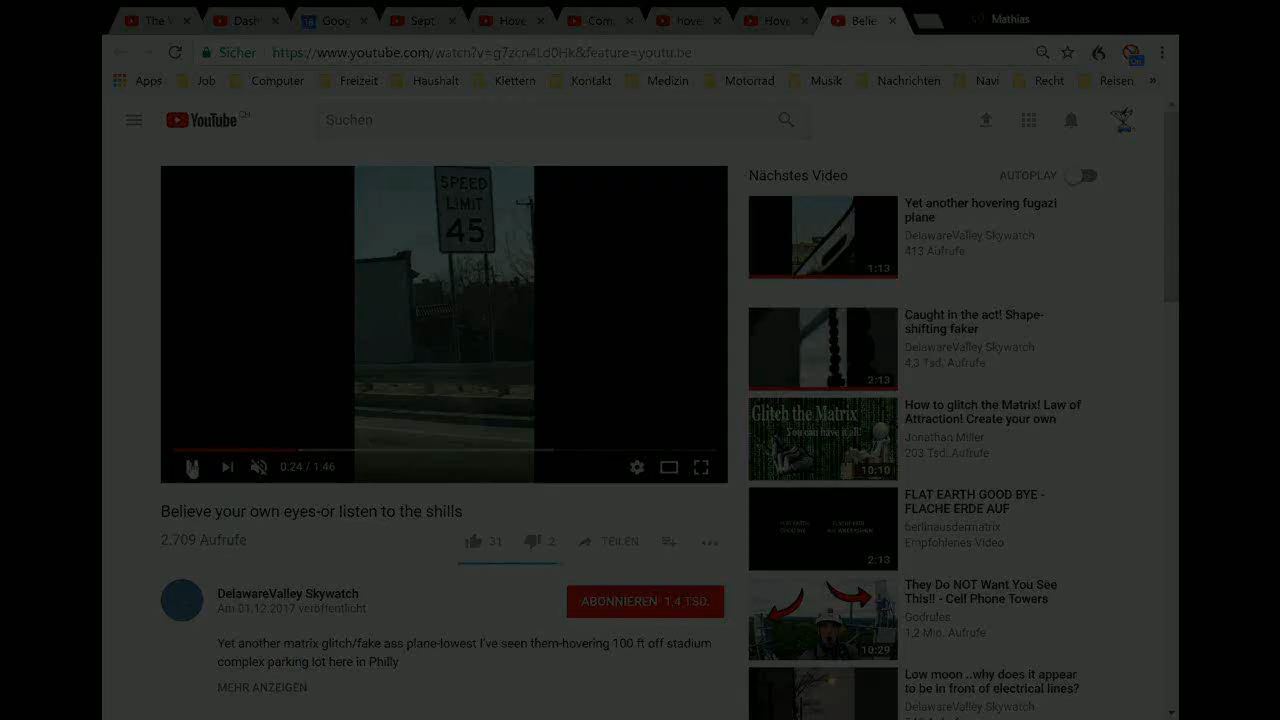 The
Dash
Goog
Sept
Hove
Com
hove
Hove
Belie
Mathias
Sicher
https://www.youtube.com/watch?v=g7zcn4Ld0Hk&feature=youtu.be
Apps Job Computer Freizeit Haushalt Klettern Kontakt Medizin Motorrad Musik Nachrichten Navi Recht Reisen »
YouTube CH
Suchen
SPEED
LIMIT
45
0:24 / 1:46
Believe your own eyes-or listen to the shills
2.709 Aufrufe
31
2
TEILEN
DelawareValley Skywatch
Am 01.12.2017 veröffentlicht
ABONNIEREN 1,4 TSD.
Yet another matrix glitch/fake ass plane-lowest I've seen them-hovering 100 ft off stadium
complex parking lot here in Philly
MEHR ANZEIGEN
Nächstes Video
AUTOPLAY
1:13
Yet another hovering fugazi
plane
DelawareValley Skywatch
413 Aufrufe
2:13
Caught in the act! Shape-
shifting faker
DelawareValley Skywatch
4,3 Tsd. Aufrufe
Glitch the Matrix
You can have it all!
10:10
How to glitch the Matrix! Law of
Attraction! Create your own
Jonathan Miller
203 Tsd. Aufrufe
2:13
FLAT EARTH GOOD BYE -
FLACHE ERDE AUF
berlinausdermatrix
Empfohlenes Video
10:29
They Do NOT Want You See
This!! - Cell Phone Towers
Godrules
1,2 Mio. Aufrufe
Low moon ..why does it appear
to be in front of electrical lines?
DelawareValley Skywatch